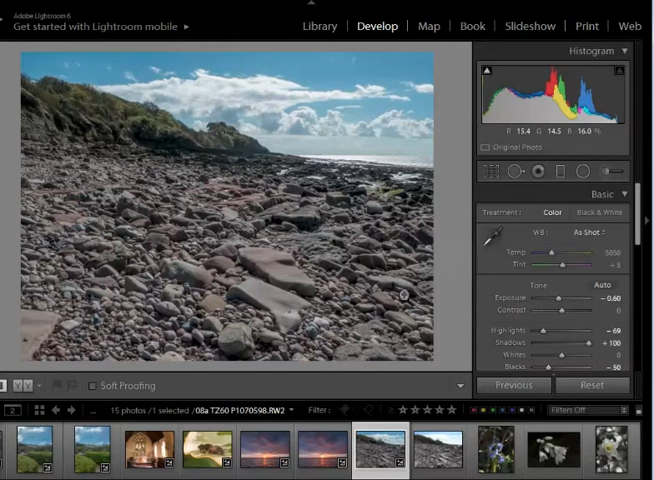 Adobe Lightroom 6
Get started with Lightroom mobile
Library Develop Map Book Slideshow Print Web
Histogram
R 15.4 G 14.5 B 16.0 %
Original Photo
Basic
Treatment : Color Black & White
WB : As Shot
Temp 5050
Tint + 5
Tone Auto
Exposure – 0.60
Contrast 0
Highlights – 69
Shadows + 100
Whites 0
Blacks – 50
Soft Proofing
Previous Reset
2 15 photos / 1 selected / 08a TZ60 P1070598.RW2 Filter : Filters Off